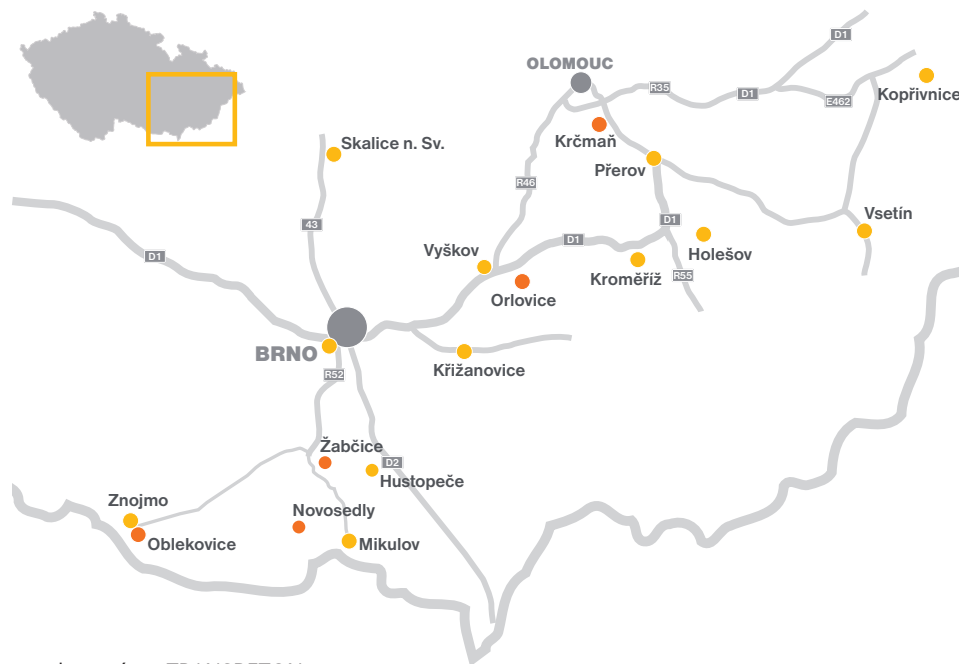 D1
OLOMOUC
R35
D1
E462
Kopřivnice
Krčmaň
Skalice n. Sv.
Přerov
R46
43
D1
Vsetín
D1
D1
Vyškov
Holešov
Kroměříž
R55
Orlovice
BRNO
Křižanovice
R52
Žabčice
D2
Hustopeče
Znojmo
Novosedly
Oblekovice
Mikulov